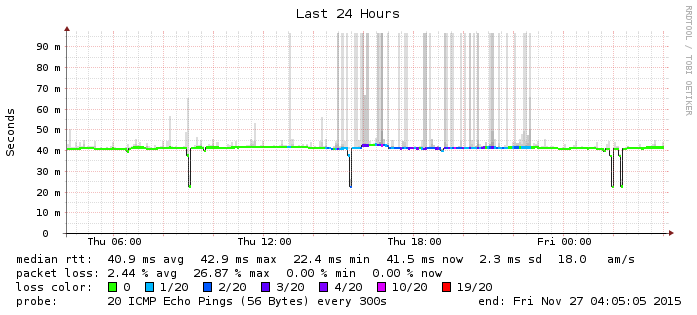 Last 24 Hours
RRDTOOL / TOBI OETIKER
Seconds
90 m
80 m
70 m
60 m
50 m
40 m
30 m
20 m
10 m
0
Thu 06:00 Thu 12:00 Thu 18:00 Fri 00:00
median rtt: 40.9 ms avg 42.9 ms max 22.4 ms min 41.5 ms now 2.3 ms sd 18.0 am/s
packet loss: 2.44 % avg 26.87 % max 0.00 % min 0.00 % now
loss color: 0 1/20 2/20 3/20 4/20 10/20 19/20
probe: 20 ICMP Echo Pings (56 Bytes) every 300s end: Fri Nov 27 04:05:05 2015